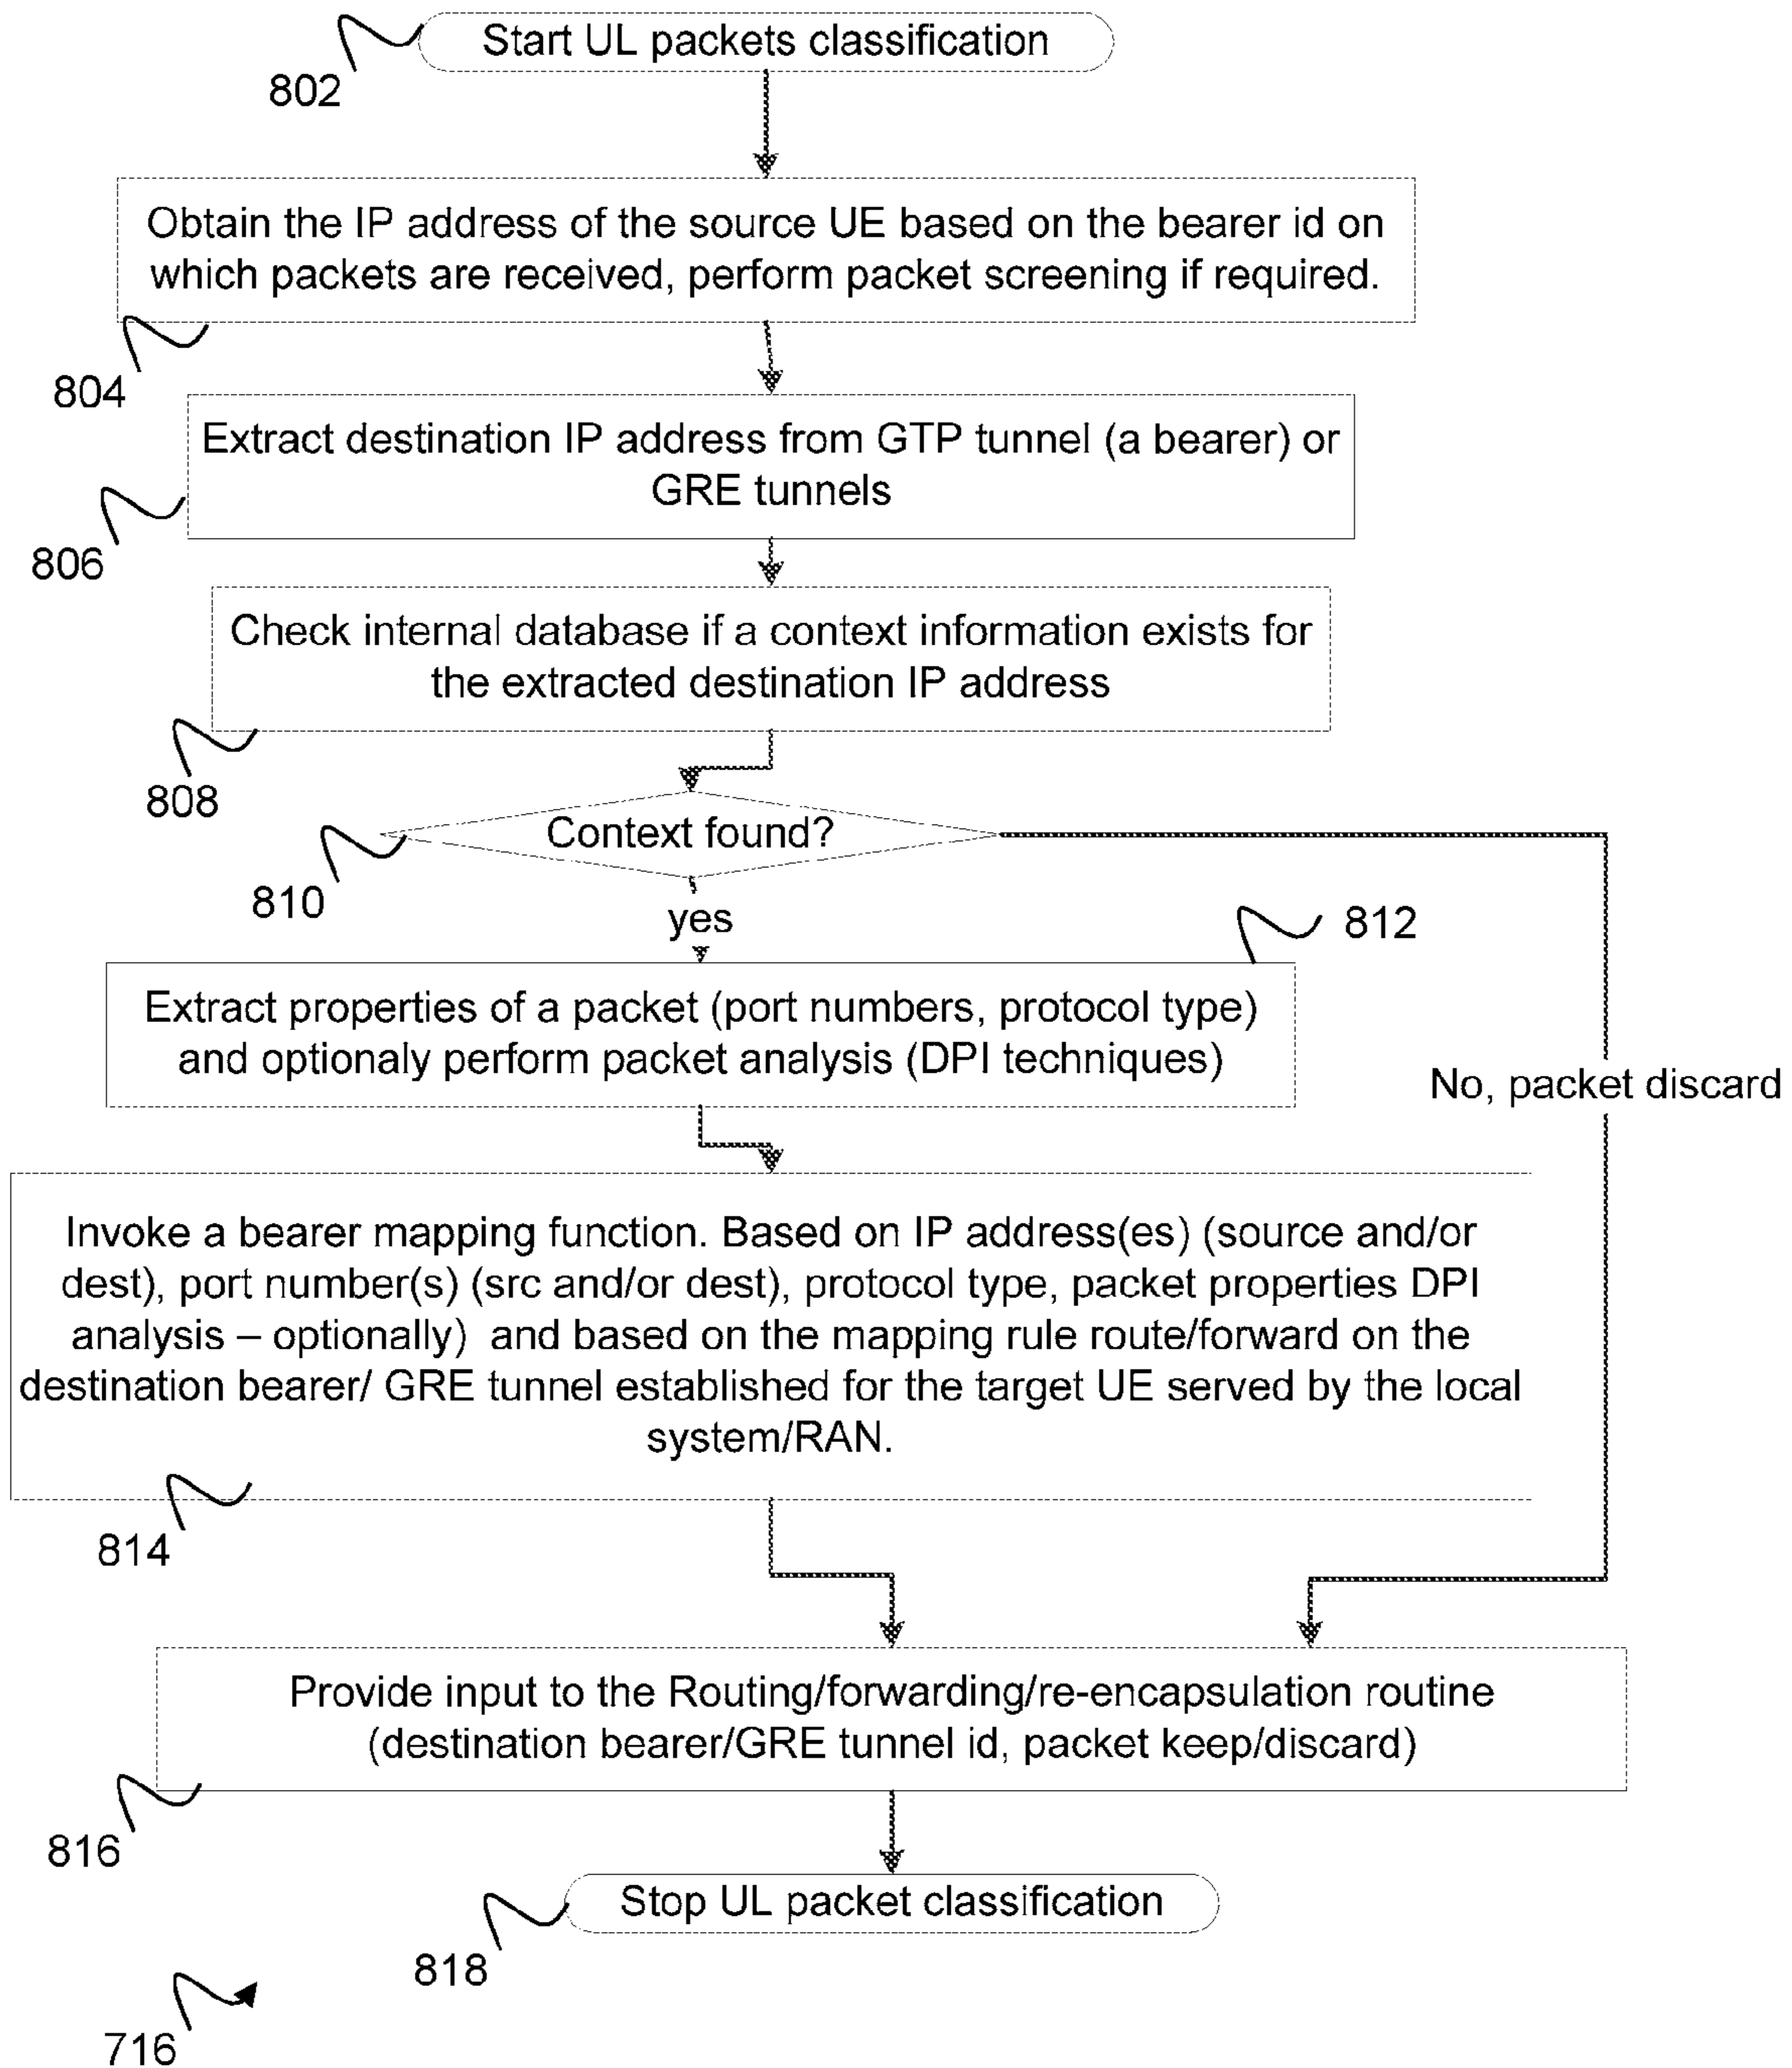 Start UL packets classification
802
Obtain the IP address of the source UE based on the bearer id on
which packets are received, perform packet screening if required.
804
Extract destination IP address from GTP tunnel (a bearer) or
GRE tunnels
806
Check internal database if a context information exists for
the extracted destination IP address
808
Context found?
810
yes
812
Extract properties of a packet (port numbers, protocol type)
and optionaly perform packet analysis (DPI techniques)
No, packet discard
Invoke a bearer mapping function. Based on IP address(es) (source and/or
dest), port number(s) (src and/or dest), protocol type, packet properties DPI
analysis – optionally)  and based on the mapping rule route/forward on the
destination bearer/ GRE tunnel established for the target UE served by the local
system/RAN.
814
Provide input to the Routing/forwarding/re-encapsulation routine
(destination bearer/GRE tunnel id, packet keep/discard)
816
Stop UL packet classification
818
716